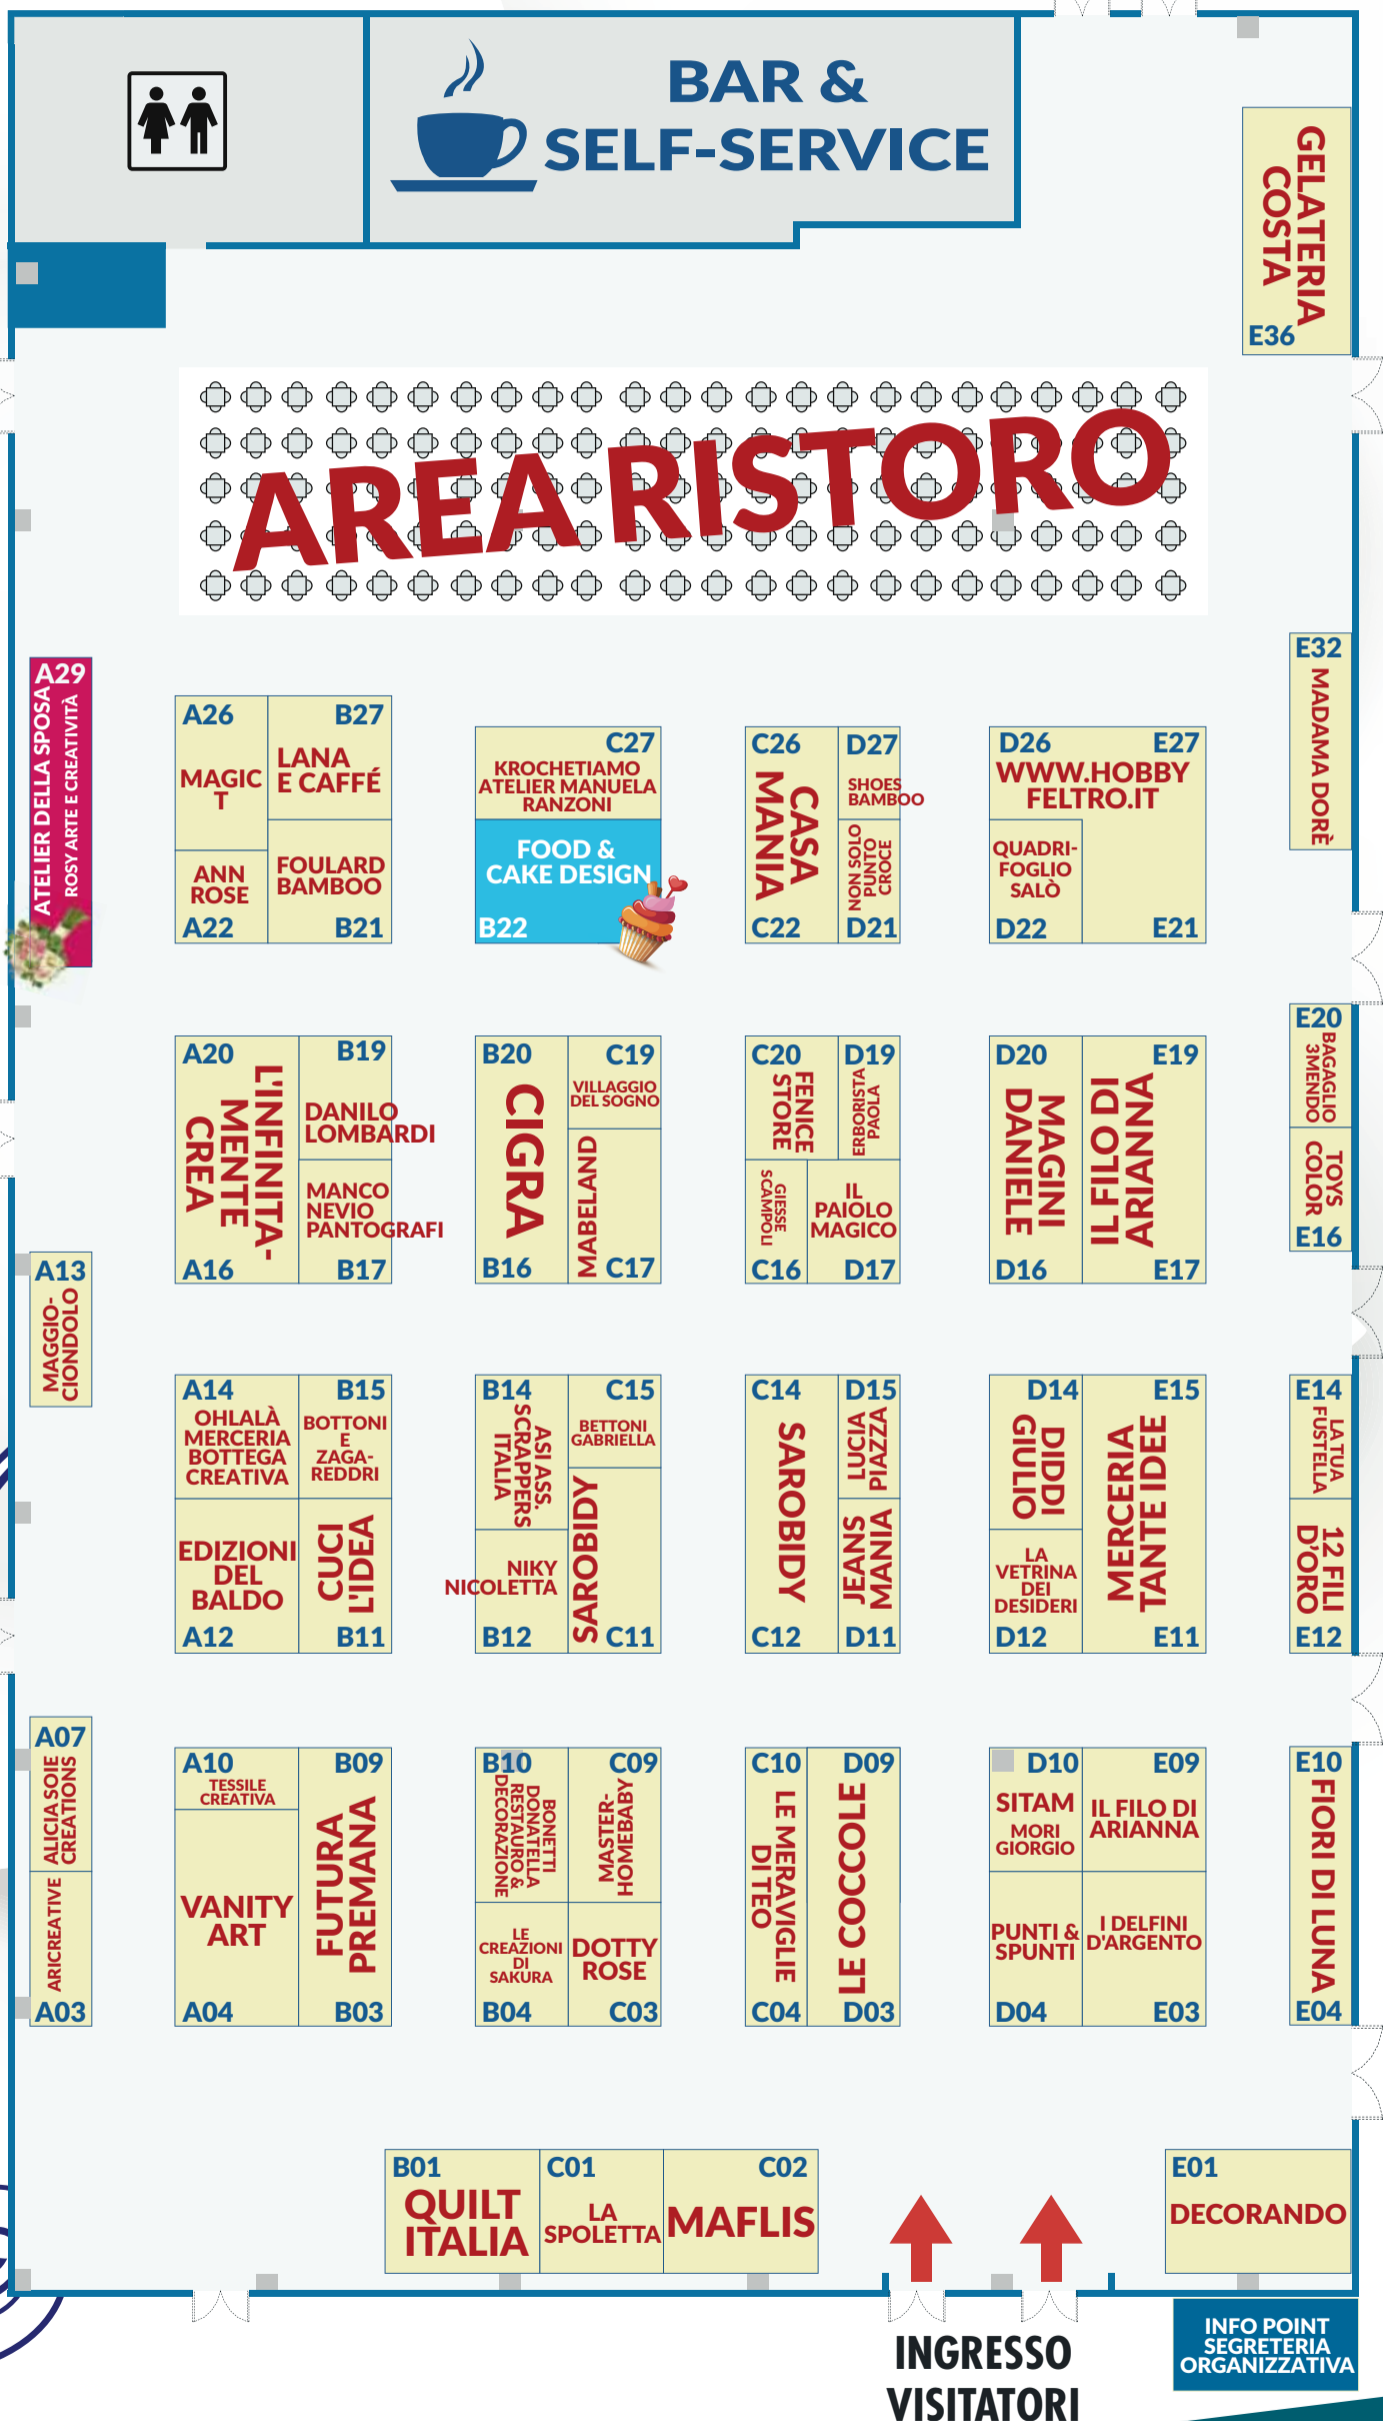 BAR &
SELF-SERVICE
GELATERIA
COSTA
E36
AREA RISTORO
A29
ATELIER DELLA SPOSA
ROSY ARTE E CREATIVITÀ
A26
MAGIC
T
B27
LANA
E CAFFÉ
ANN
ROSE
A22
FOULARD
BAMBOO
B21
C27
KROCHETIAMO
ATELIER MANUELA
RANZONI
FOOD &
CAKE DESIGN
B22
C26
CASA
MANIA
C22
D27
SHOES
BAMBOO
NON SOLO
PUNTO
CROCE
D21
D26
E27
WWW.HOBBY
FELTRO.IT
QUADRI-
FOGLIO
SALÒ
D22
E21
E32
MADAMA DORÈ
A20
L'INFINITA-
MENTE
CREA
A16
B19
DANILO
LOMBARDI
MANCO
NEVIO
PANTOGRAFI
B17
B20
CIGRA
B16
C19
VILLAGGIO
DEL SOGNO
MABELAND
C17
C20
FENICE
STORE
D19
ERBORISTA
PAOLA
GIESSE
SCAMPOLI
C16
IL
PAIOLO
MAGICO
D17
D20
MAGINI
DANIELE
D16
E19
IL FILO DI
ARIANNA
E17
E20
BAGAGLIO
3MENDO
TOYS
COLOR
E16
A13
MAGGIO-
CIONDOLO
A14
OHLALÀ
MERCERIA
BOTTEGA
CREATIVA
B15
BOTTONI
E
ZAGA-
REDDRI
EDIZIONI
DEL
BALDO
A12
CUCI
L'IDEA
B11
B14
ASI ASS.
SCRAPPERS
ITALIA
C15
BETTONI
GABRIELLA
NIKY
NICOLETTA
B12
SAROBIDY
C11
C14
SAROBIDY
C12
D15
LUCIA
PIAZZA
JEANS
MANIA
D11
D14
DIDDI
GIULIO
LA
VETRINA
DEI
DESIDERI
D12
E15
MERCERIA
TANTE IDEE
E11
E14
LA TUA
FUSTELLA
12 FILI
D'ORO
E12
A07
ALICIA SOIE
CREATIONS
ARICREATIVE
A03
A10
TESSILE
CREATIVA
VANITY
ART
A04
B09
FUTURA
PREMANA
B03
B10
BONETTI
DONATELLA
RESTAURO &
DECORAZIONE
C09
MASTER-
HOMEBABY
LE
CREAZIONI
DI
SAKURA
B04
DOTTY
ROSE
C03
C10
LE MERAVIGLIE
DI TEO
C04
D09
LE COCCOLE
D03
D10
SITAM
MORI
GIORGIO
E09
IL FILO DI
ARIANNA
PUNTI &
SPUNTI
D04
I DELFINI
D'ARGENTO
E03
E10
FIORI DI LUNA
E04
B01
QUILT
ITALIA
C01
LA
SPOLETTA
C02
MAFLIS
E01
DECORANDO
INGRESSO
VISITATORI
INFO POINT
SEGRETERIA
ORGANIZZATIVA